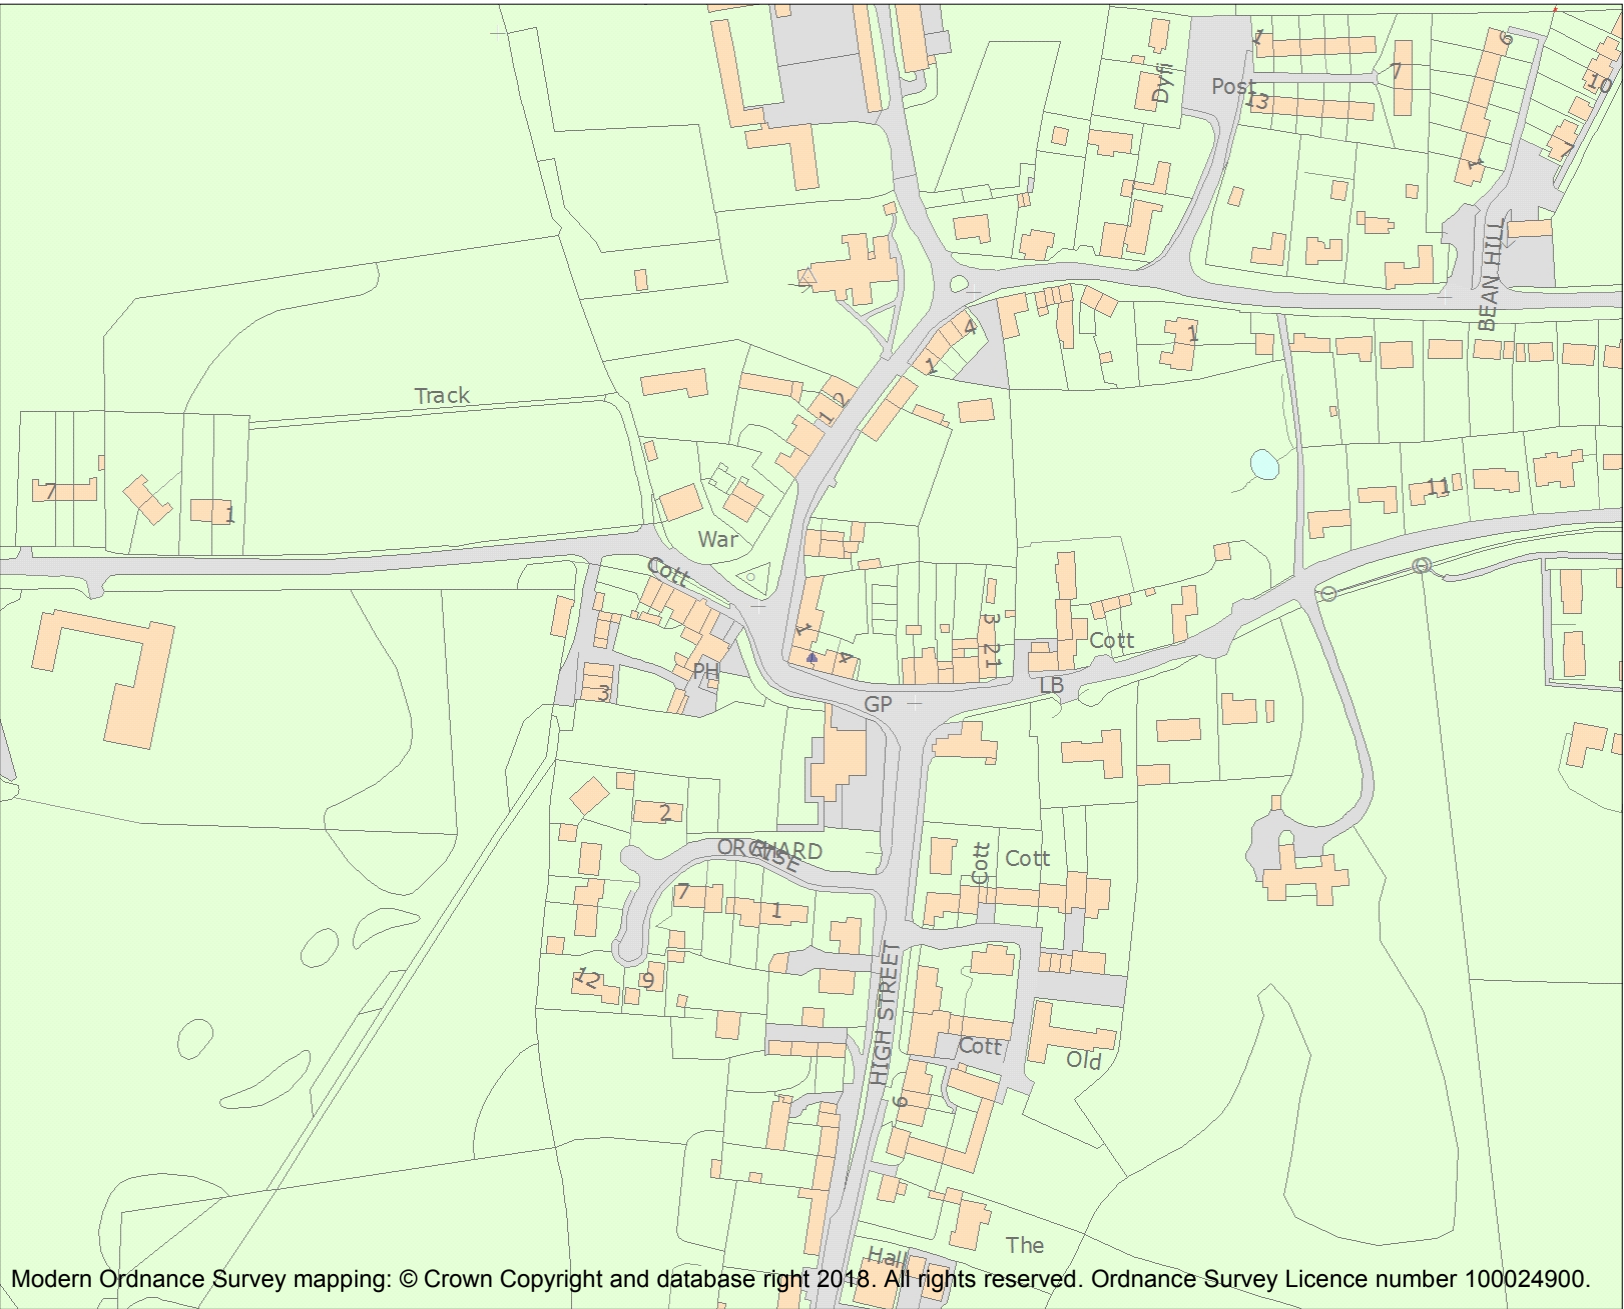 1
6
Dyfi
Post
7
10
13
7
1
BEAN HILL
4
1
1
2
1
Track
7
1
11
War
Cott
3
1
4
21
Cott
PH
LB
3
GP
2
ORCHARD
RISE
Cott
Cott
7
1
12
9
HIGH STREET
Cott
Old
9
The
Hall
Modern Ordnance Survey mapping: © Crown Copyright and database right 2018. All rights reserved. Ordnance Survey Licence number 100024900.